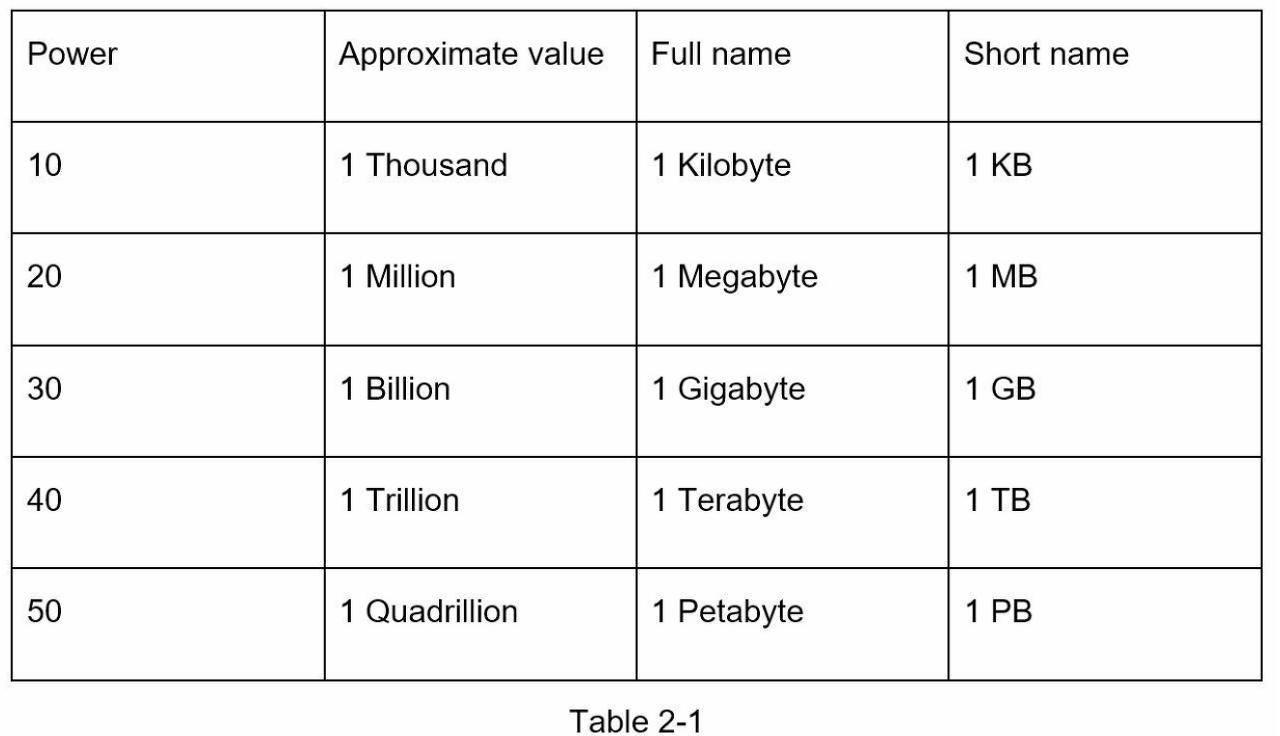 Power Approximate value Full name Short name
10 1 Thousand 1 Kilobyte 1 KB
20 1 Million 1 Megabyte 1 MB
30 1 Billion 1 Gigabyte 1 GB
40 1 Trillion 1 Terabyte 1 TB
50 1 Quadrillion 1 Petabyte 1 PB
Table 2-1